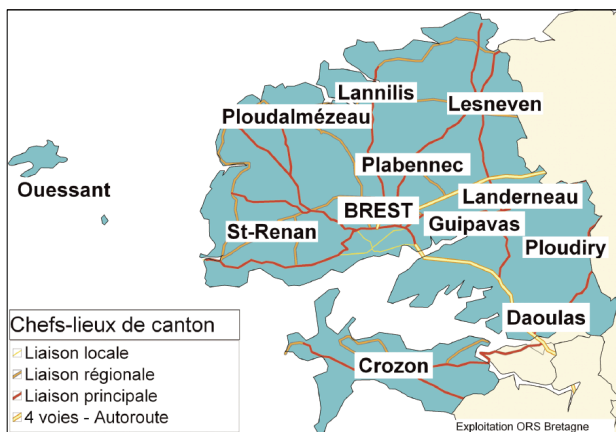 Lannilis
Lesneven
Ploudalmézeau
Plabennec
Ouessant
Landerneau
BREST
Guipavas
St-Renan
Ploudiry
Daoulas
Crozon
Chefs-lieux de canton
Liaison locale
Liaison régionale
Liaison principale
4 voies - Autoroute
Exploitation ORS Bretagne